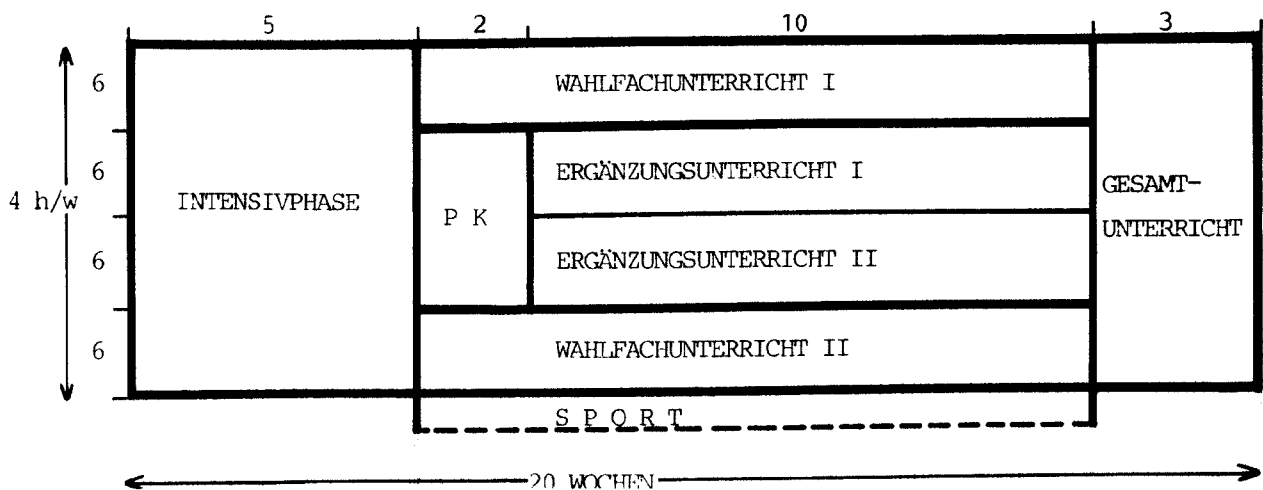 5 2 10 3
6 WAHLFACHUNTERRICHT I
6 ERGÄNZUNGSUNTERRICHT I
4 h/w INTENSIVPHASE P K GESAMT-
UNTERRICHT
6 ERGÄNZUNGSUNTERRICHT II
6 WAHLFACHUNTERRICHT II
S P O R T
20 WOCHEN